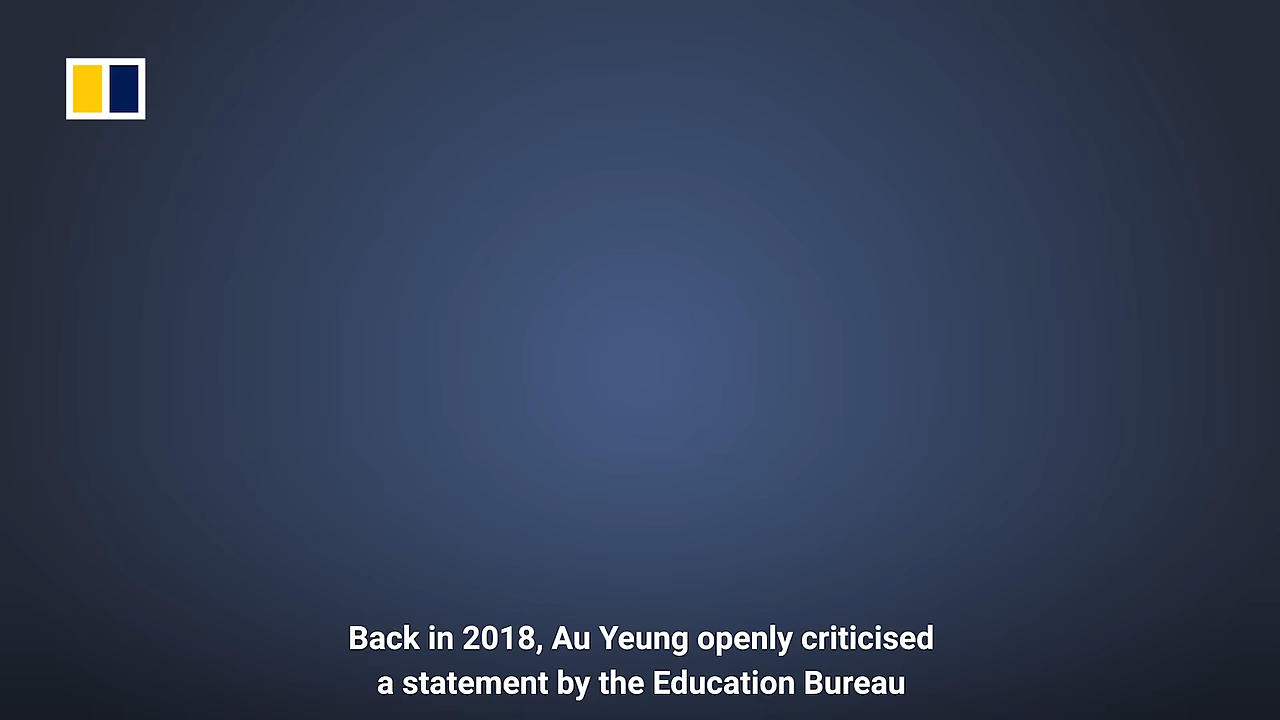 Back in 2018, Au Yeung openly criticised
a statement by the Education Bureau